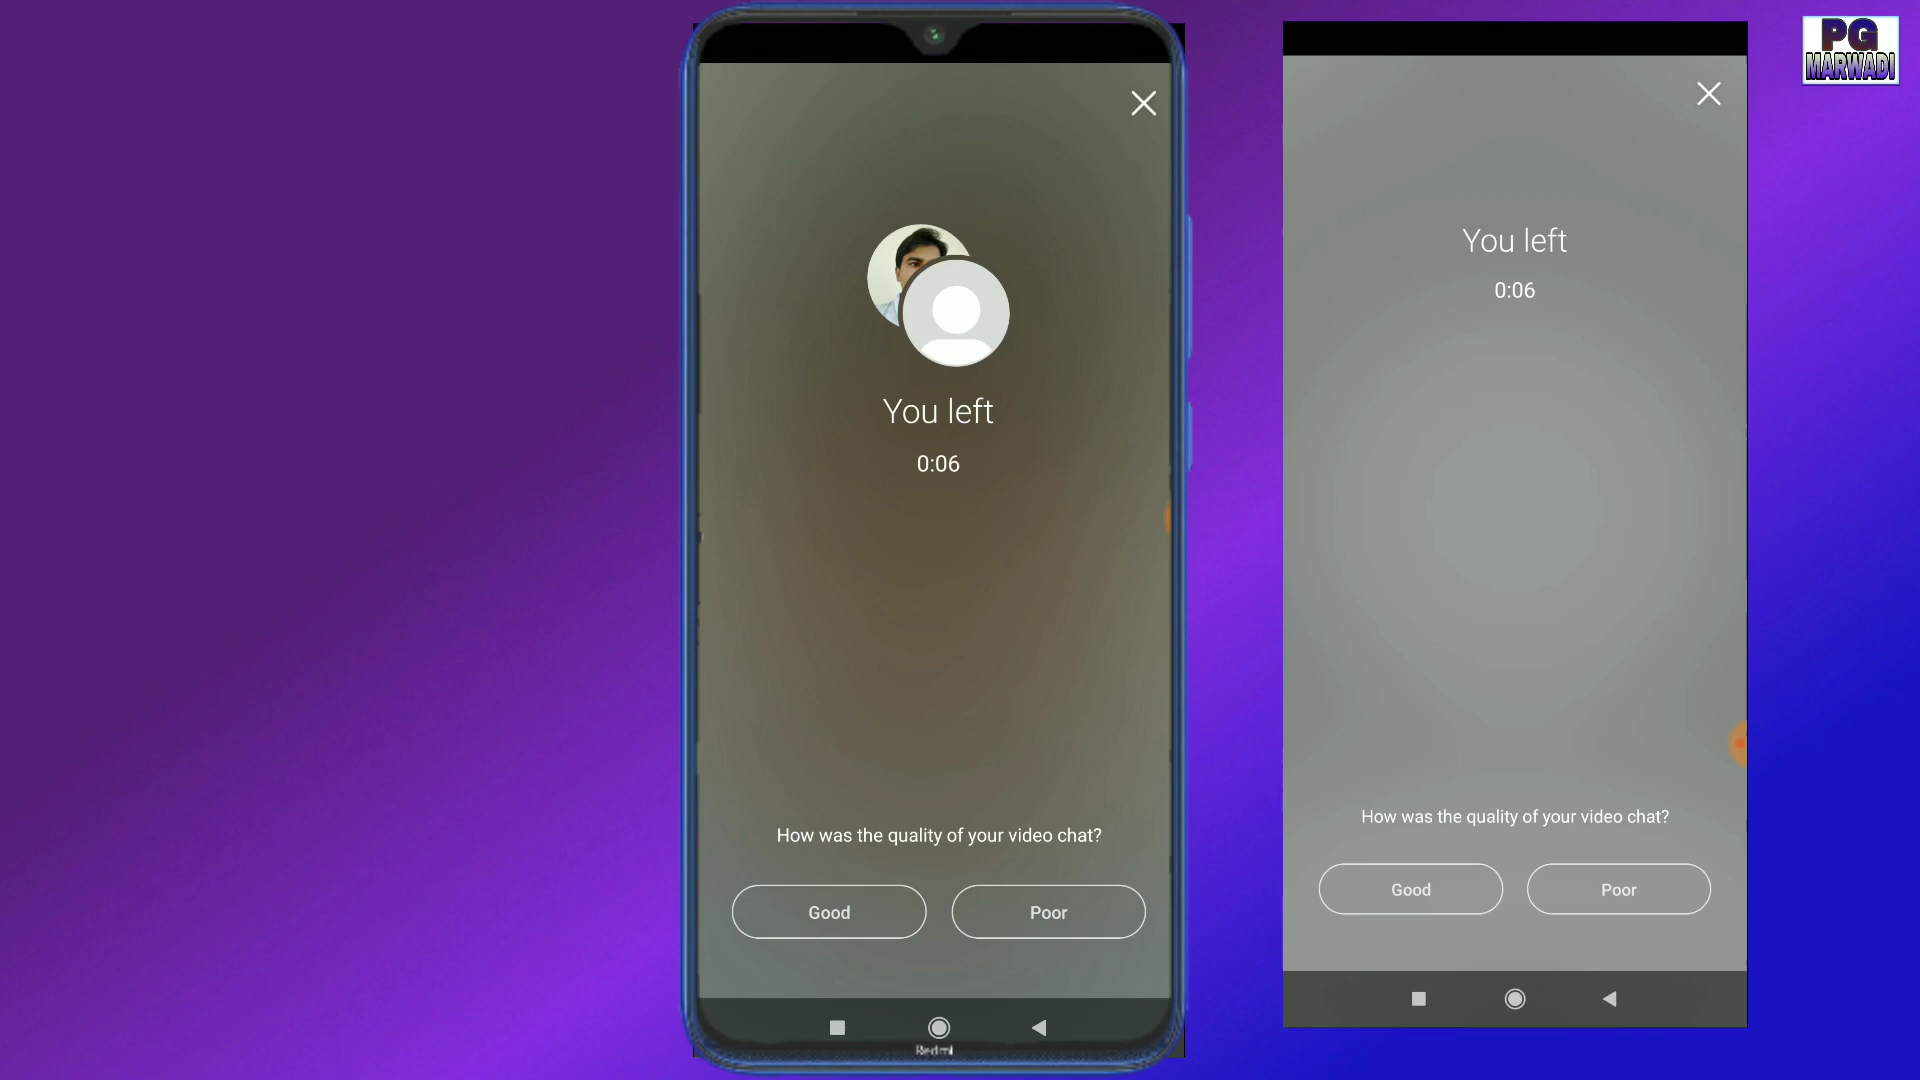 You left
0:06
How was the quality of your video chat?
Good
Poor
Redmi
You left
0:06
How was the quality of your video chat?
Good
Poor
PG
MARWADI